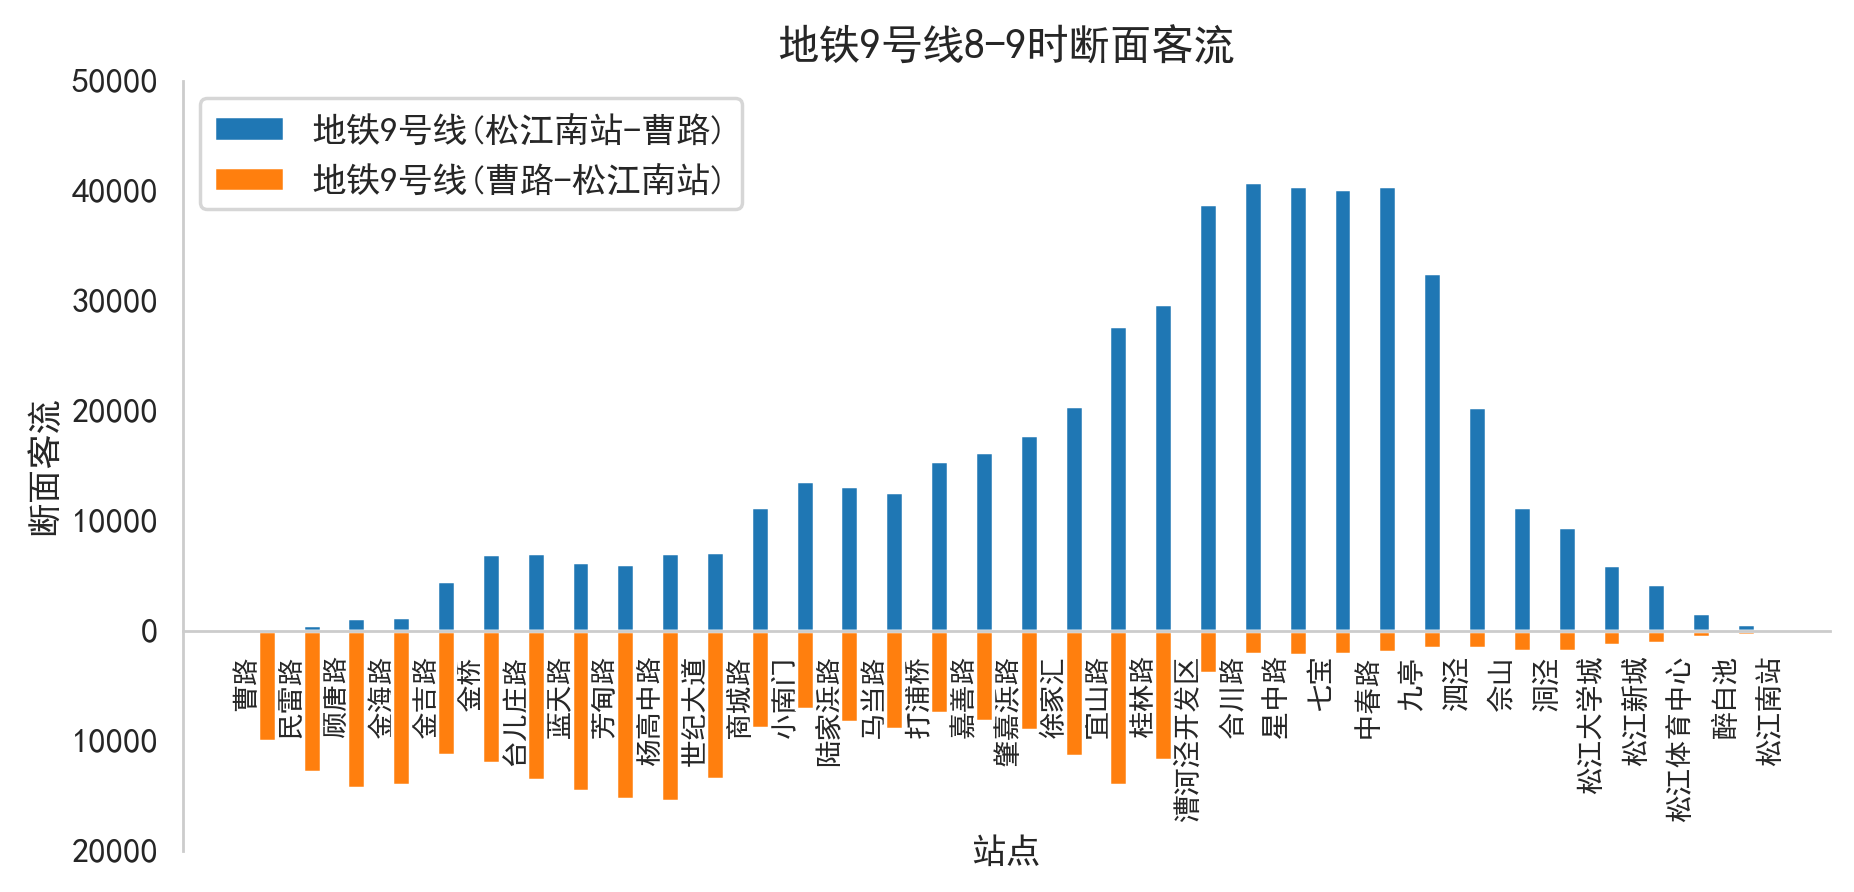 地铁9号线8-9时断面客流
50000
40000
30000
20000
10000
0
10000
20000
断面客流
地铁9号线(松江南站-曹路)
地铁9号线(曹路-松江南站)
曹路
民雷路
顾唐路
金海路
金吉路
金桥
台儿庄路
蓝天路
芳甸路
杨高中路
世纪大道
商城路
小南门
陆家浜路
马当路
打浦桥
嘉善路
肇嘉浜路
徐家汇
宜山路
桂林路
漕河泾开发区
合川路
星中路
七宝
中春路
九亭
泗泾
佘山
洞泾
松江大学城
松江新城
松江体育中心
醉白池
松江南站
站点